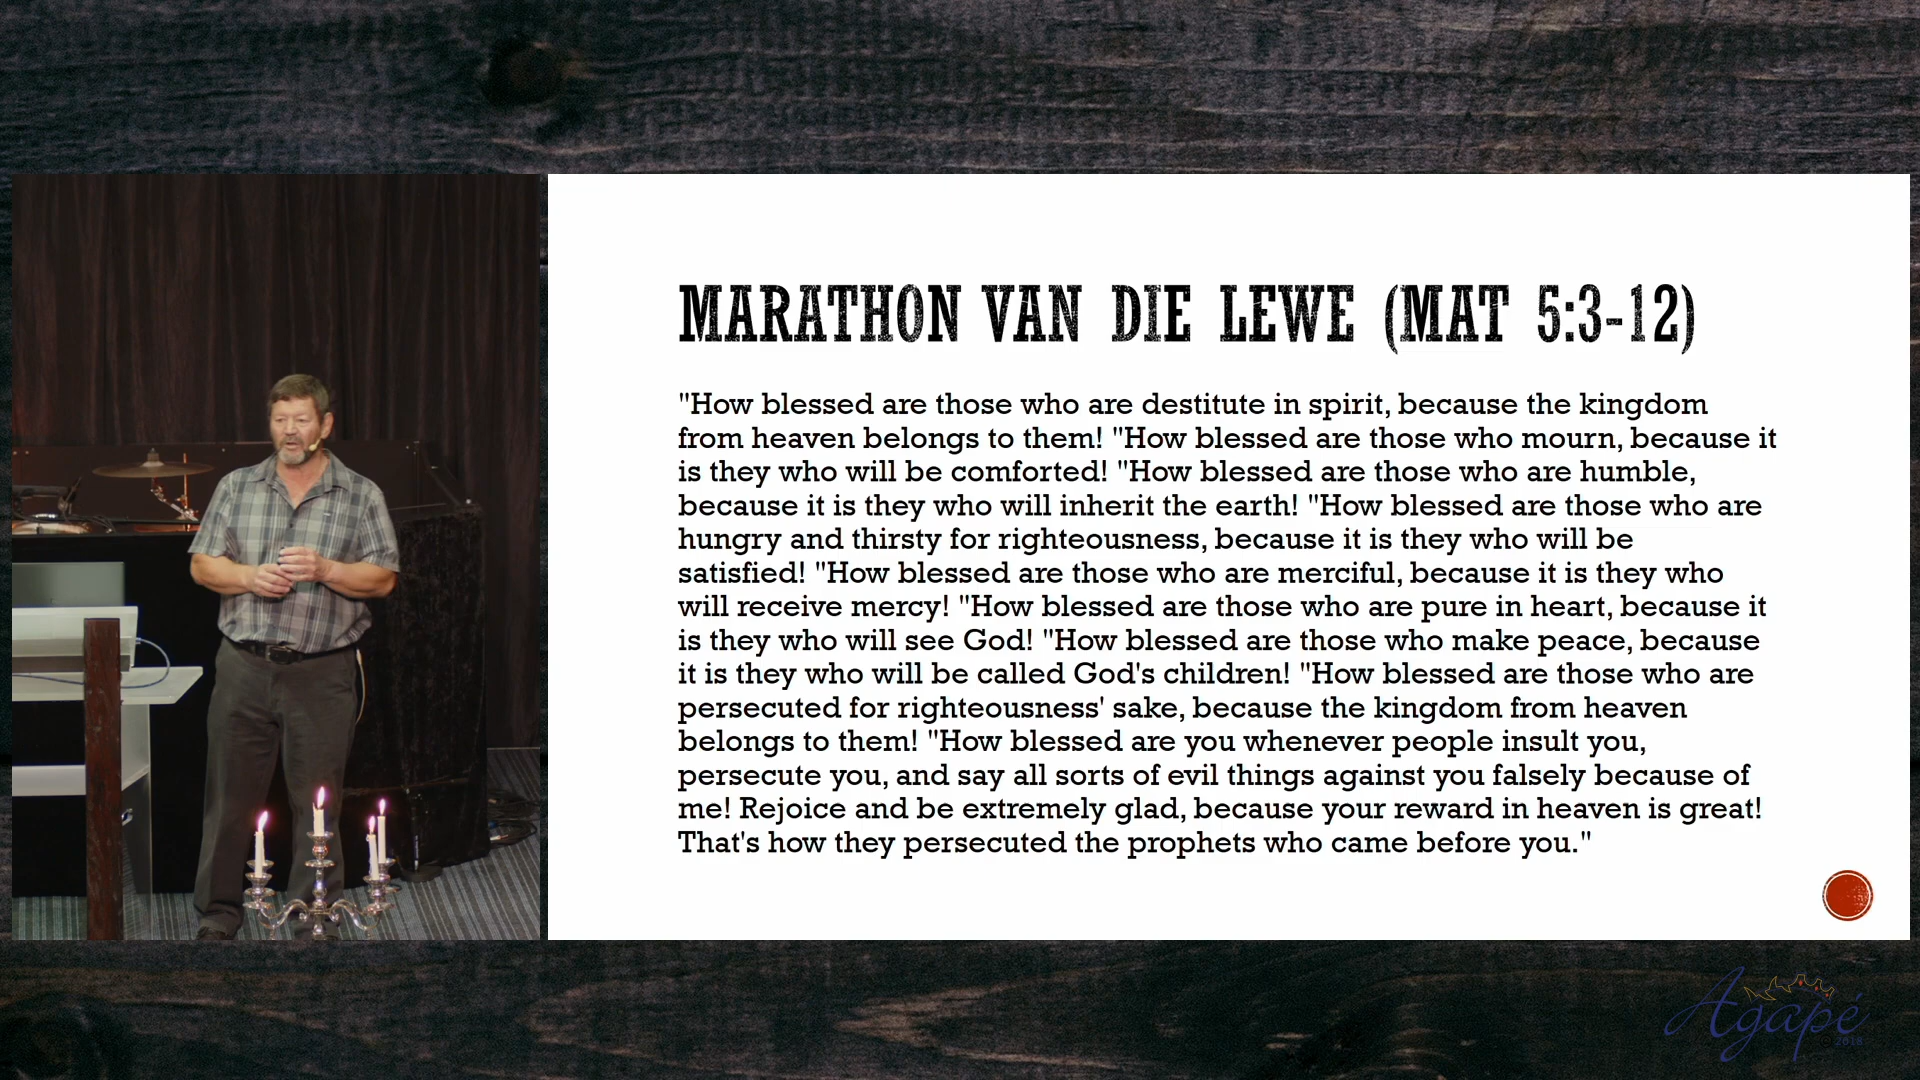 MARATHON VAN DIE LEWE (MAT 5:3-12)
"How blessed are those who are destitute in spirit, because the kingdom
from heaven belongs to them! "How blessed are those who mourn, because it
is they who will be comforted! "How blessed are those who are humble,
because it is they who will inherit the earth! "How blessed are those who are
hungry and thirsty for righteousness, because it is they who will be
satisfied! "How blessed are those who are merciful, because it is they who
will receive mercy! "How blessed are those who are pure in heart, because it
is they who will see God! "How blessed are those who make peace, because
it is they who will be called God's children! "How blessed are those who are
persecuted for righteousness' sake, because the kingdom from heaven
belongs to them! "How blessed are you whenever people insult you,
persecute you, and say all sorts of evil things against you falsely because of
me! Rejoice and be extremely glad, because your reward in heaven is great!
That's how they persecuted the prophets who came before you."
Agapé
© 2018